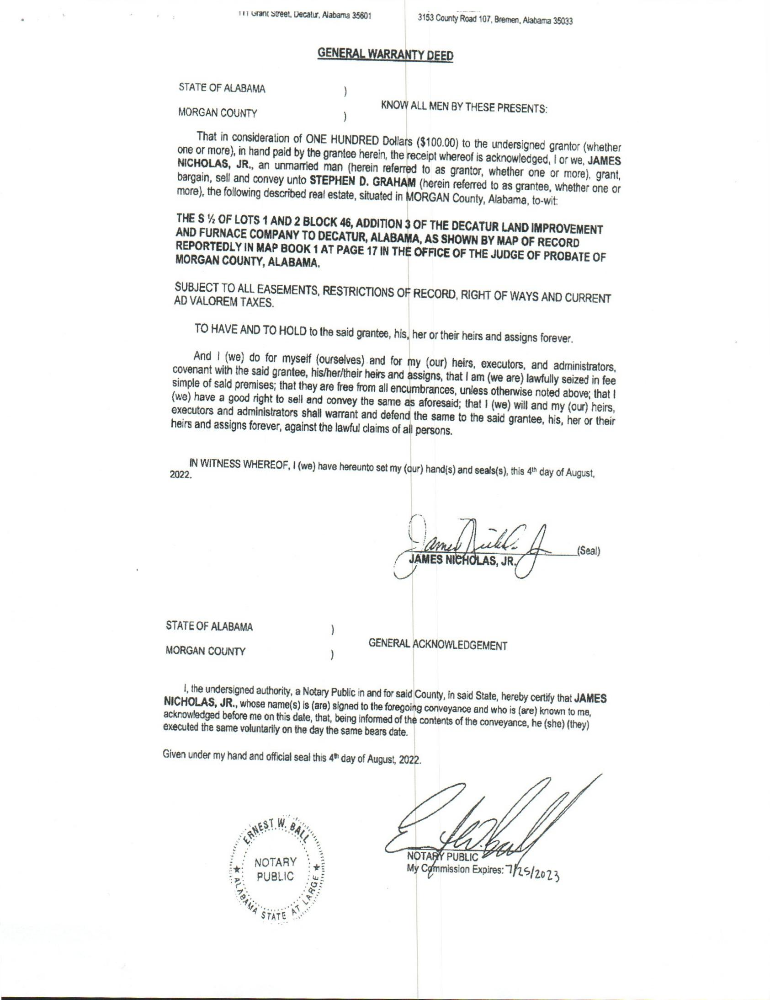 111 Grant Street, Decatur, Alabama 35601
3153 County Road 107, Bremen, Alabama 35033
GENERAL WARRANTY DEED
STATE OF ALABAMA )
KNOW ALL MEN BY THESE PRESENTS:
MORGAN COUNTY )
That in consideration of ONE HUNDRED Dollars ($100.00) to the undersigned grantor (whether
one or more), in hand paid by the grantee herein, the receipt whereof is acknowledged, I or we, JAMES
NICHOLAS, JR., an unmarried man (herein referred to as grantor, whether one or more), grant,
bargain, sell and convey unto STEPHEN D. GRAHAM (herein referred to as grantee, whether one or
more), the following described real estate, situated in MORGAN County, Alabama, to-wit:
THE S ½ OF LOTS 1 AND 2 BLOCK 46, ADDITION 3 OF THE DECATUR LAND IMPROVEMENT
AND FURNACE COMPANY TO DECATUR, ALABAMA, AS SHOWN BY MAP OF RECORD
REPORTEDLY IN MAP BOOK 1 AT PAGE 17 IN THE OFFICE OF THE JUDGE OF PROBATE OF
MORGAN COUNTY, ALABAMA.
SUBJECT TO ALL EASEMENTS, RESTRICTIONS OF RECORD, RIGHT OF WAYS AND CURRENT
AD VALOREM TAXES.
TO HAVE AND TO HOLD to the said grantee, his, her or their heirs and assigns forever.
And I (we) do for myself (ourselves) and for my (our) heirs, executors, and administrators,
covenant with the said grantee, his/her/their heirs and assigns, that I am (we are) lawfully seized in fee
simple of said premises; that they are free from all encumbrances, unless otherwise noted above; that I
(we) have a good right to sell and convey the same as aforesaid; that I (we) will and my (our) heirs,
executors and administrators shall warrant and defend the same to the said grantee, his, her or their
heirs and assigns forever, against the lawful claims of all persons.
IN WITNESS WHEREOF, I (we) have hereunto set my (our) hand(s) and seals(s), this 4th day of August,
2022.
James Nicholas Jr (Seal)
JAMES NICHOLAS, JR.
STATE OF ALABAMA )
GENERAL ACKNOWLEDGEMENT
MORGAN COUNTY )
I, the undersigned authority, a Notary Public in and for said County, in said State, hereby certify that JAMES
NICHOLAS, JR., whose name(s) is (are) signed to the foregoing conveyance and who is (are) known to me,
acknowledged before me on this date, that, being informed of the contents of the conveyance, he (she) (they)
executed the same voluntarily on the day the same bears date.
Given under my hand and official seal this 4th day of August, 2022.
ERNEST W. BALL
NOTARY
PUBLIC
ALABAMA STATE AT LARGE
NOTARY PUBLIC
My Commission Expires: 7/25/2023